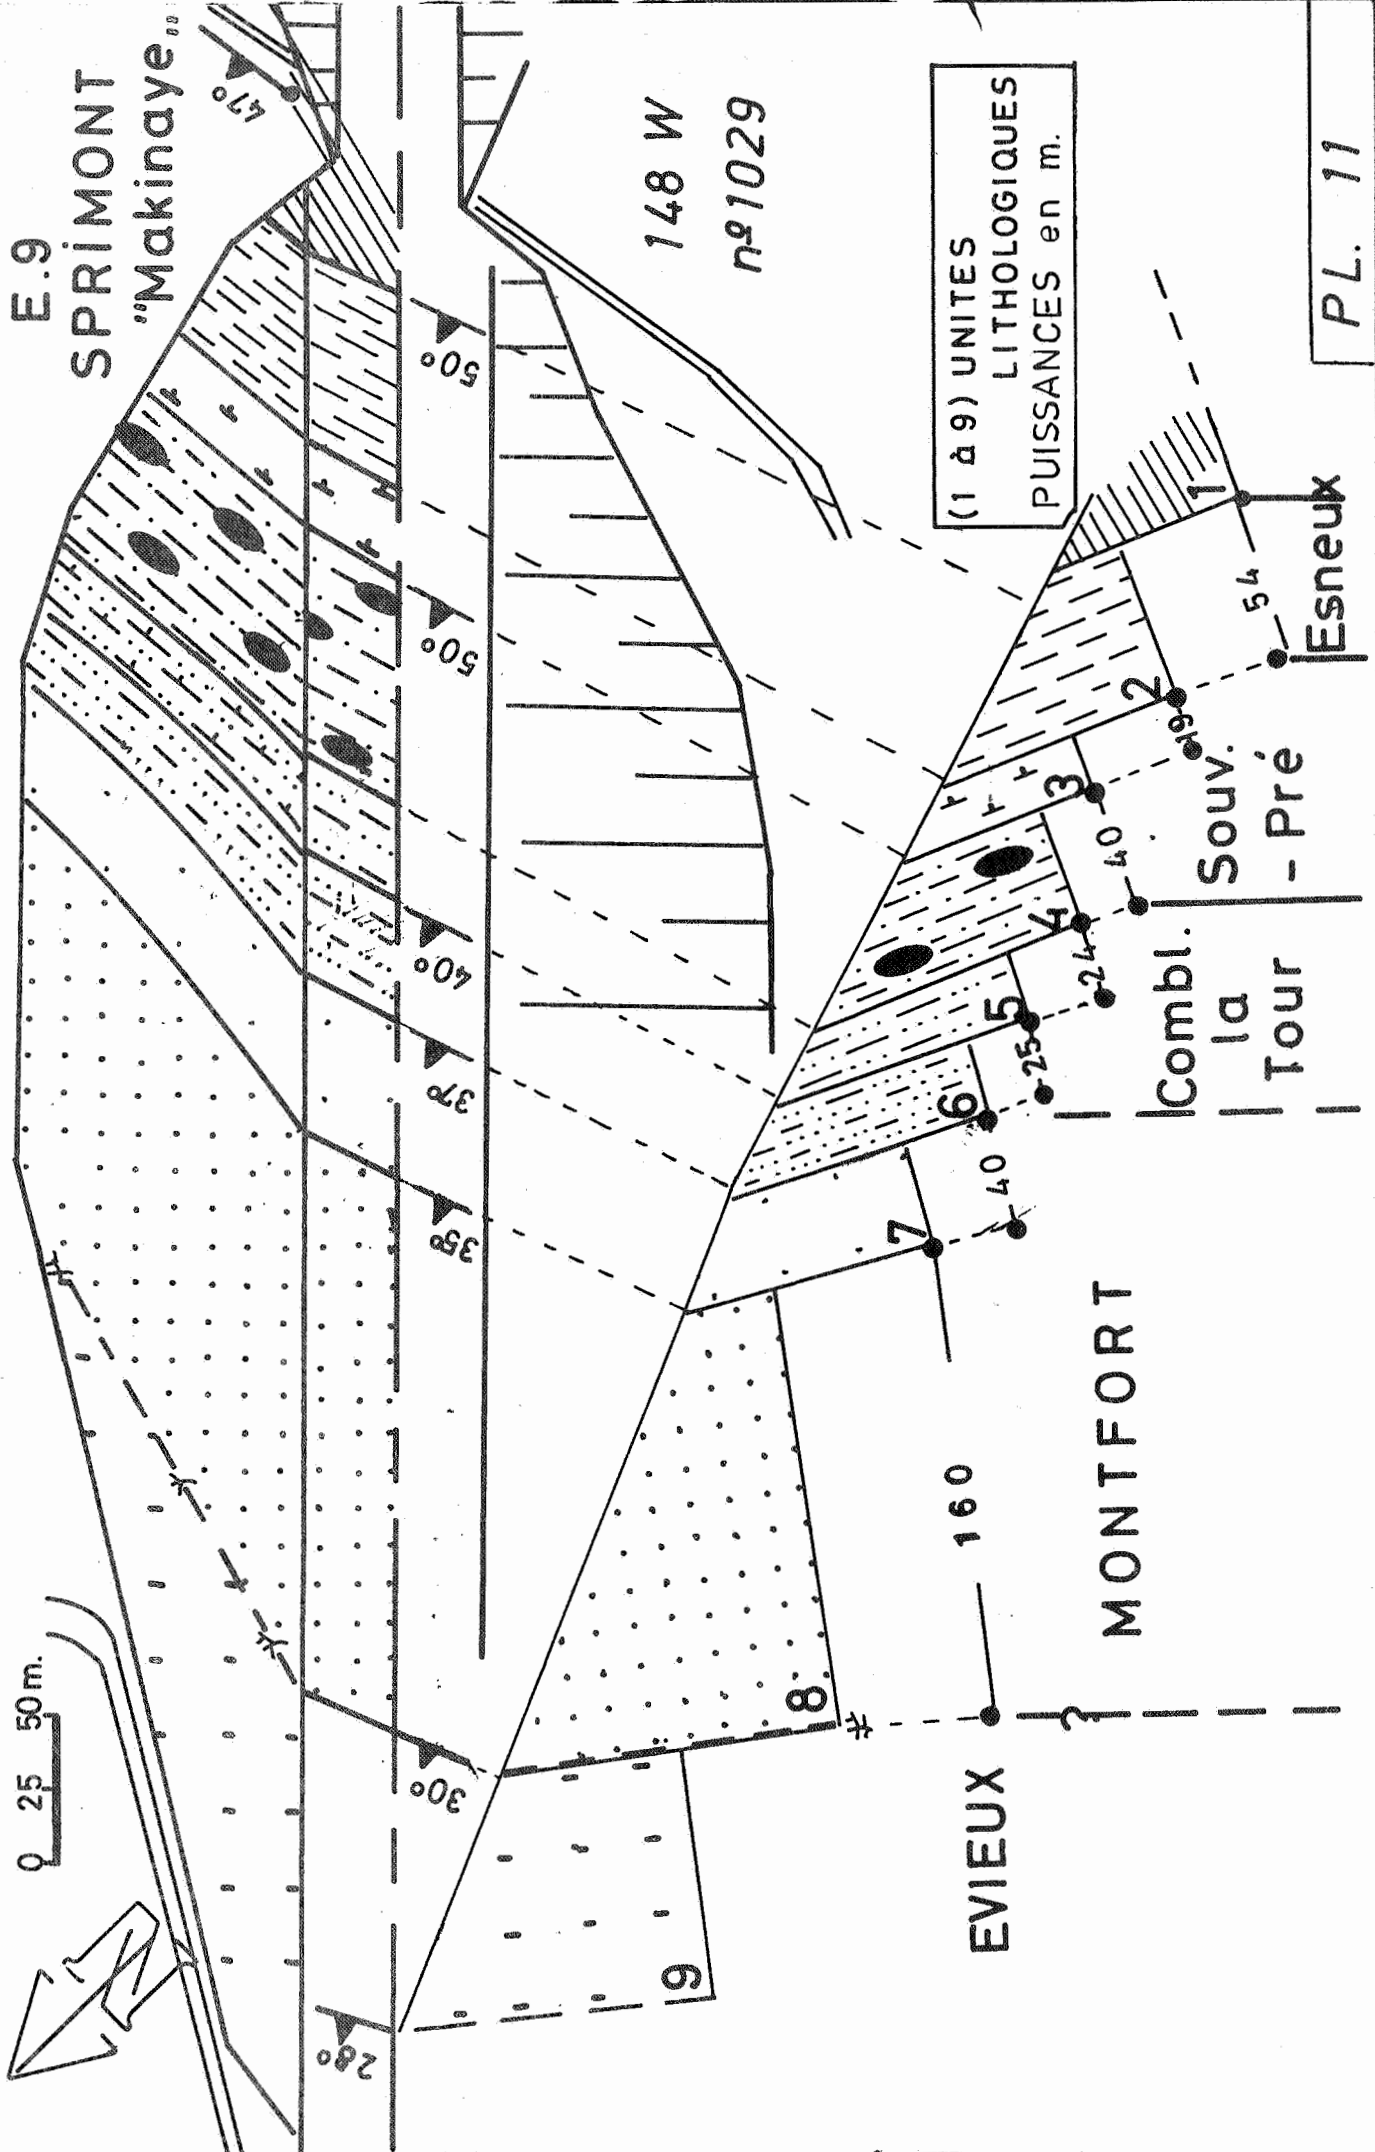 E.9
SPRIMONT
"Makinaye"
0 25 50m.
N
47°
50°
50°
40°
37°
35°
30°
28°
148 W
nº1029
(1 à 9) UNITES
LITHOLOGIQUES
PUISSANCES en m.
1
2
3
4
5
6
7
8
9
54
19
40
24
25
40
160
?
EVIEUX
MONTFORT
Combl.
la
Tour
Souv.
- Pré
Esneux
PL. 11